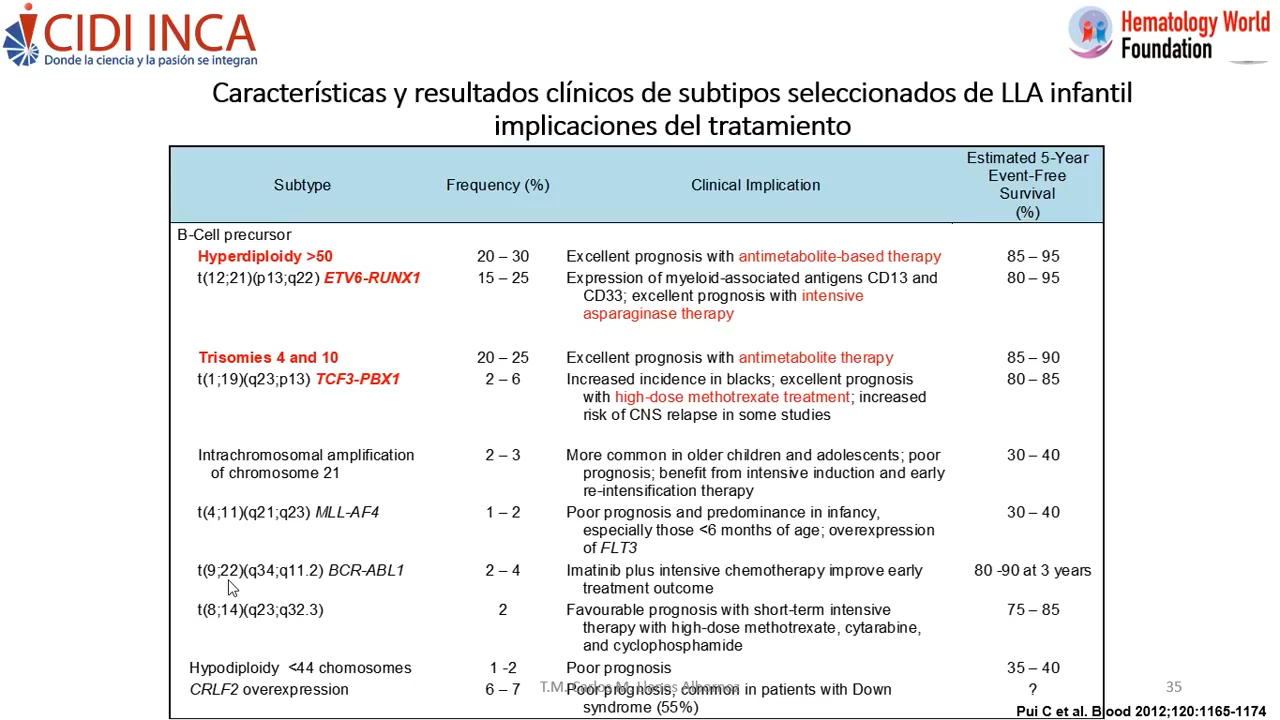 CIDI INCA
Donde la ciencia y la pasión se integran
Hematology World
Foundation
Características y resultados clínicos de subtipos seleccionados de LLA infantil
implicaciones del tratamiento
Subtype Frequency (%) Clinical Implication Estimated 5-Year
Event-Free
Survival
(%)
B-Cell precursor
Hyperdiploidy >50 20 – 30 Excellent prognosis with antimetabolite-based therapy 85 – 95
t(12;21)(p13;q22) ETV6-RUNX1 15 – 25 Expression of myeloid-associated antigens CD13 and 80 – 95
CD33; excellent prognosis with intensive
asparaginase therapy
Trisomies 4 and 10 20 – 25 Excellent prognosis with antimetabolite therapy 85 – 90
t(1;19)(q23;p13) TCF3-PBX1 2 – 6 Increased incidence in blacks; excellent prognosis 80 – 85
with high-dose methotrexate treatment; increased
risk of CNS relapse in some studies
Intrachromosomal amplification 2 – 3 More common in older children and adolescents; poor 30 – 40
of chromosome 21 prognosis; benefit from intensive induction and early
re-intensification therapy
t(4;11)(q21;q23) MLL-AF4 1 – 2 Poor prognosis and predominance in infancy, 30 – 40
especially those <6 months of age; overexpression
of FLT3
t(9;22)(q34;q11.2) BCR-ABL1 2 – 4 Imatinib plus intensive chemotherapy improve early 80 -90 at 3 years
treatment outcome
t(8;14)(q23;q32.3) 2 Favourable prognosis with short-term intensive 75 – 85
therapy with high-dose methotrexate, cytarabine,
and cyclophosphamide
Hypodiploidy <44 chomosomes 1 -2 Poor prognosis 35 – 40
CRLF2 overexpression 6 – 7 Poor prognosis, common in patients with Down ?
syndrome (55%)
T.M. Carlos M. Llanos Albornoz 35
Pui C et al. Blood 2012;120:1165-1174